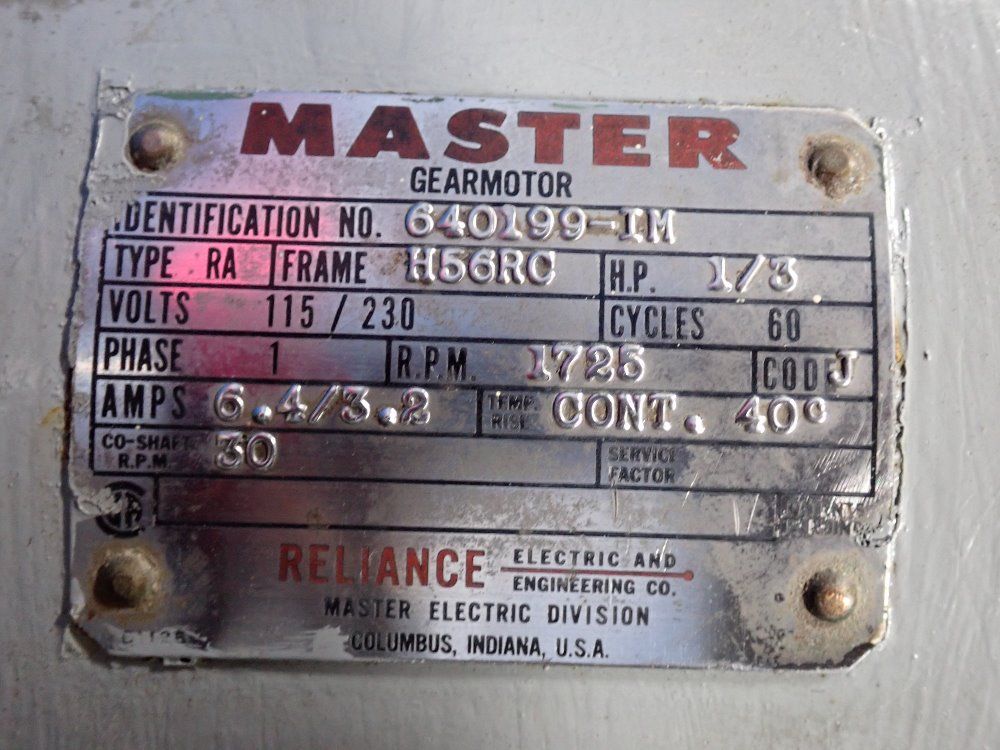 MASTER
GEARMOTOR
IDENTIFICATION NO. 640199-IM
TYPE RA FRAME H56RC H.P. 1/3
VOLTS 115 / 230 CYCLES 60
PHASE 1 R.P.M. 1725 CODE J
AMPS 6.4/3.2 TEMP. RISE CONT. 40°
CO-SHAFT R.P.M. 30 SERVICE FACTOR
RELIANCE ELECTRIC AND
ENGINEERING CO.
MASTER ELECTRIC DIVISION
COLUMBUS, INDIANA, U.S.A.